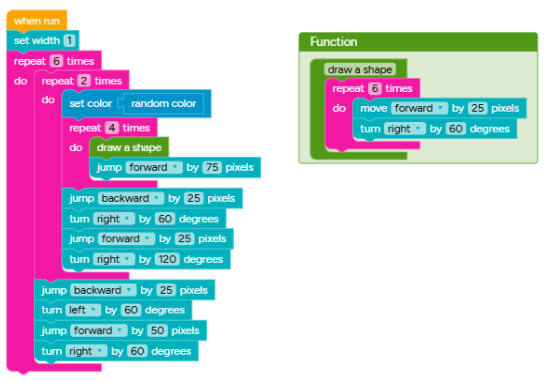 when run
set width 1
repeat 6 times
do repeat 2 times
do set color random color
repeat 4 times
do draw a shape
jump forward by 75 pixels
jump backward by 25 pixels
turn right by 60 degrees
jump forward by 25 pixels
turn right by 120 degrees
jump backward by 25 pixels
turn left by 60 degrees
jump forward by 50 pixels
turn right by 60 degrees
Function
draw a shape
repeat 6 times
do move forward by 25 pixels
turn right by 60 degrees